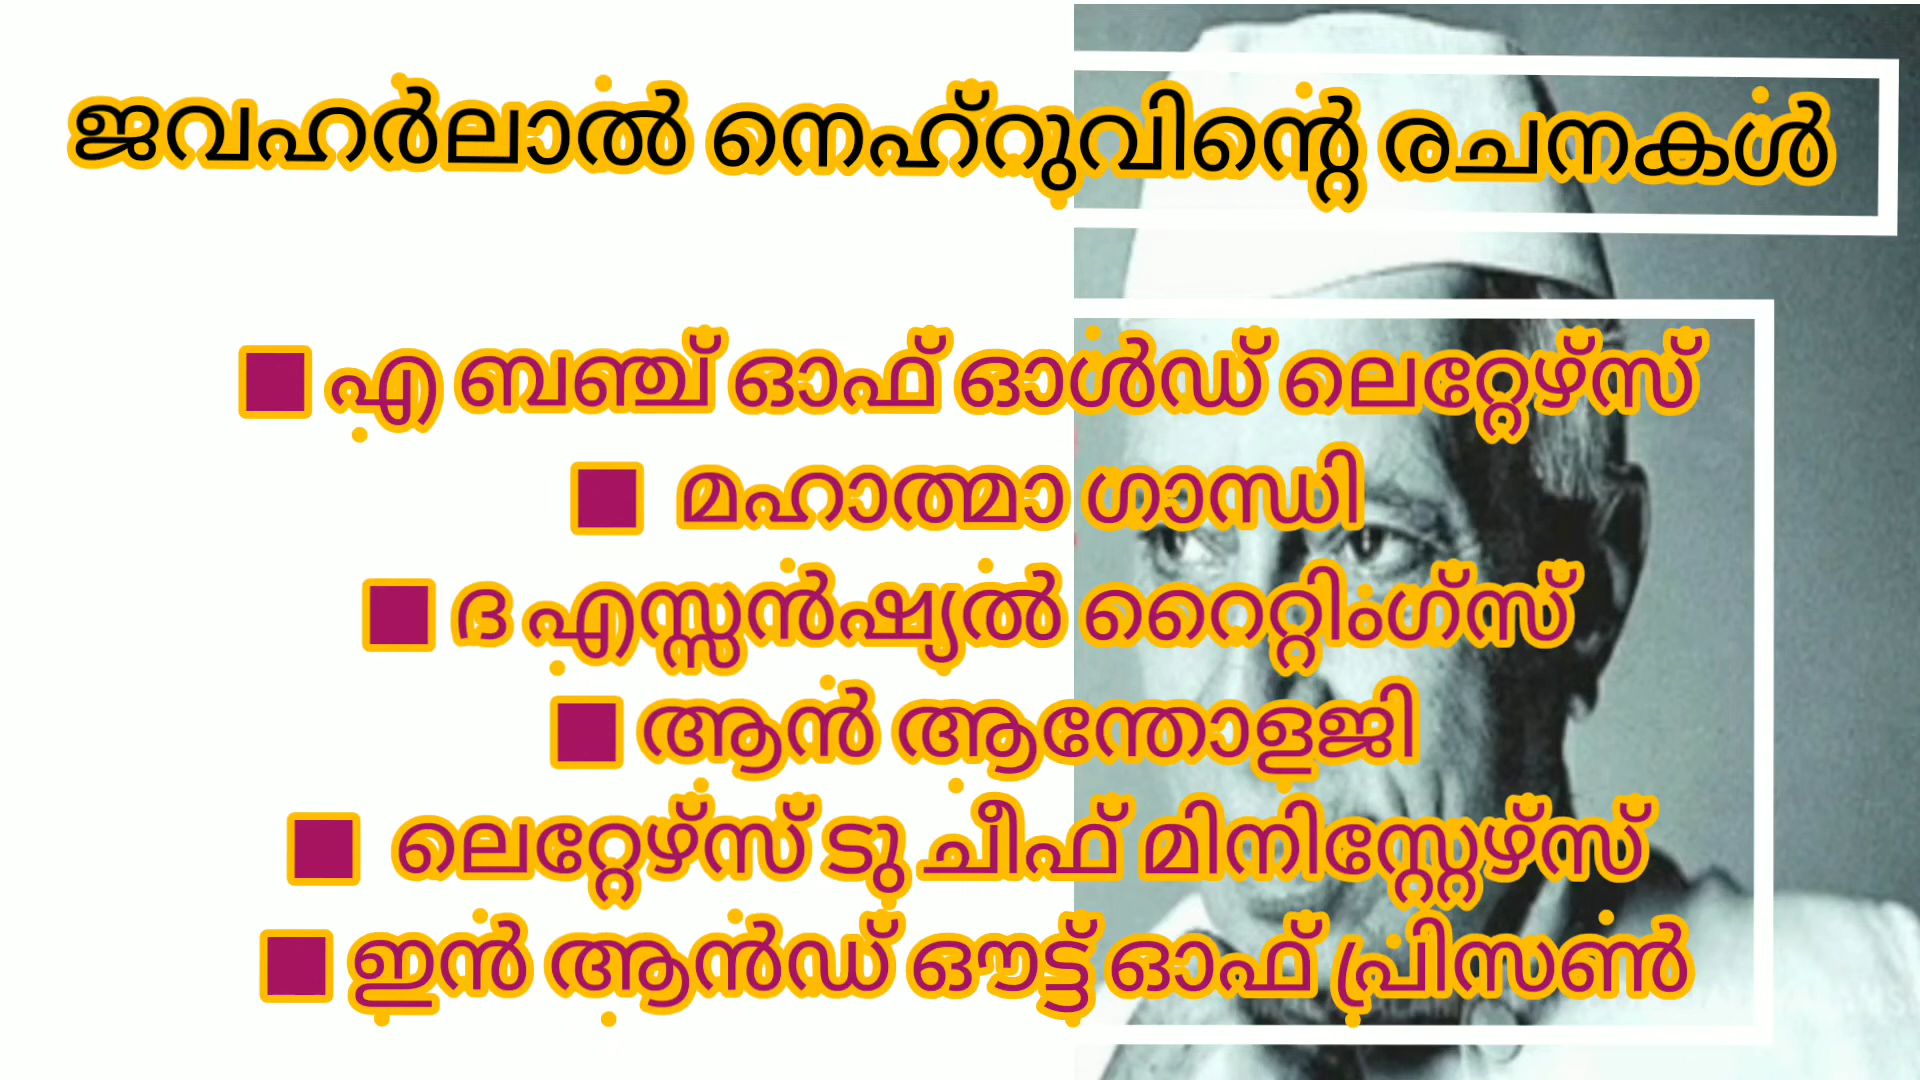 ജവഹർലാൽ നെഹ്റുവിന്റെ രചനകൾ
■ എ ബഞ്ച് ഓഫ് ഓൾഡ് ലെറ്റേഴ്സ്
■ മഹാത്മാ ഗാന്ധി
■ ദ എസ്സൻഷ്യൽ റൈറ്റിംഗ്സ്
■ ആൻ ആന്തോളജി
■ ലെറ്റേഴ്സ് ടു ചീഫ് മിനിസ്റ്റേഴ്സ്
■ ഇൻ ആൻഡ് ഔട്ട് ഓഫ് പ്രിസൺ